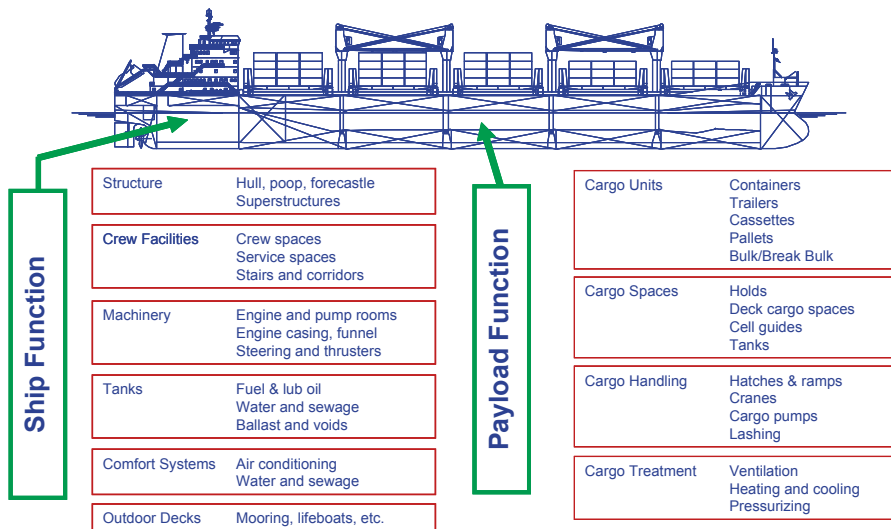 Ship Function
Structure Hull, poop, forecastle
Superstructures
Crew Facilities Crew spaces
Service spaces
Stairs and corridors
Machinery Engine and pump rooms
Engine casing, funnel
Steering and thrusters
Tanks Fuel & lub oil
Water and sewage
Ballast and voids
Comfort Systems Air conditioning
Water and sewage
Outdoor Decks Mooring, lifeboats, etc.
Payload Function
Cargo Units Containers
Trailers
Cassettes
Pallets
Bulk/Break Bulk
Cargo Spaces Holds
Deck cargo spaces
Cell guides
Tanks
Cargo Handling Hatches & ramps
Cranes
Cargo pumps
Lashing
Cargo Treatment Ventilation
Heating and cooling
Pressurizing